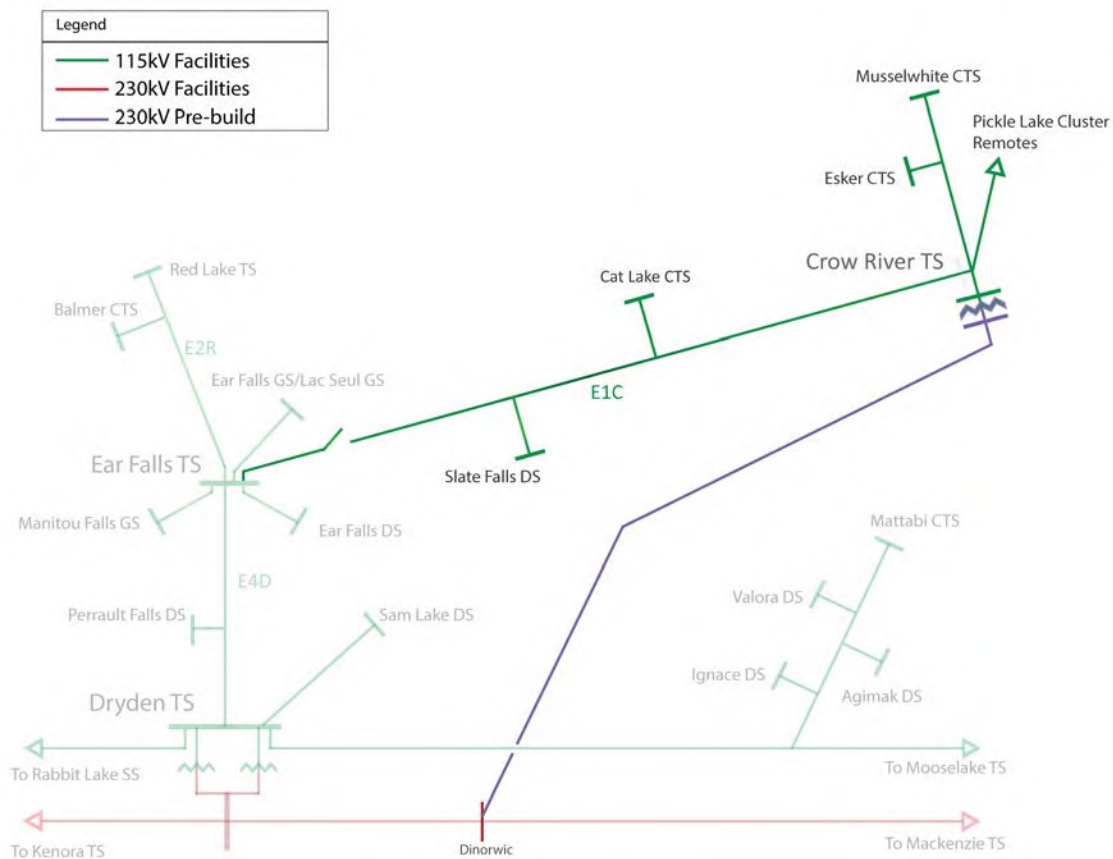 Legend
115kV Facilities
230kV Facilities
230kV Pre-build
Musselwhite CTS
Pickle Lake Cluster
Remotes
Esker CTS
Crow River TS
Red Lake TS
Cat Lake CTS
Balmer CTS
E2R
Ear Falls GS/Lac Seul GS
E1C
Ear Falls TS
Slate Falls DS
Manitou Falls GS
Ear Falls DS
Mattabi CTS
E4D
Valora DS
Perrault Falls DS
Sam Lake DS
Ignace DS
Agimak DS
Dryden TS
To Rabbit Lake SS
To Mooselake TS
To Kenora TS
Dinorwic
To Mackenzie TS